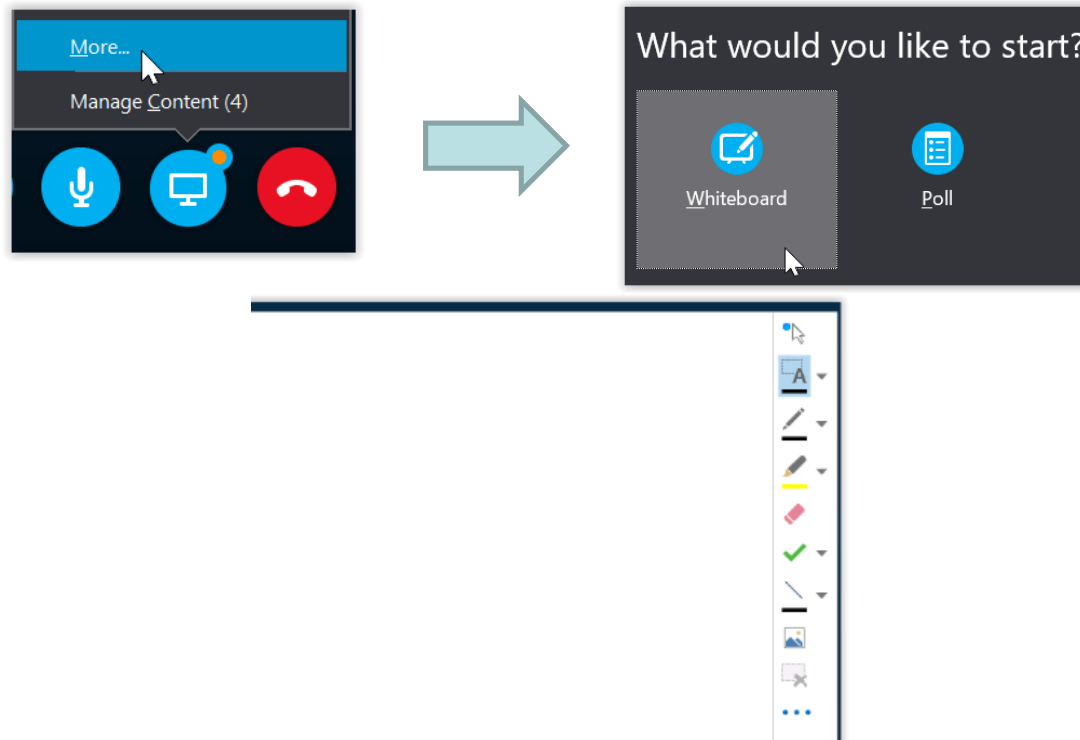 More...
Manage Content (4)
What would you like to start?
Whiteboard
Poll
A